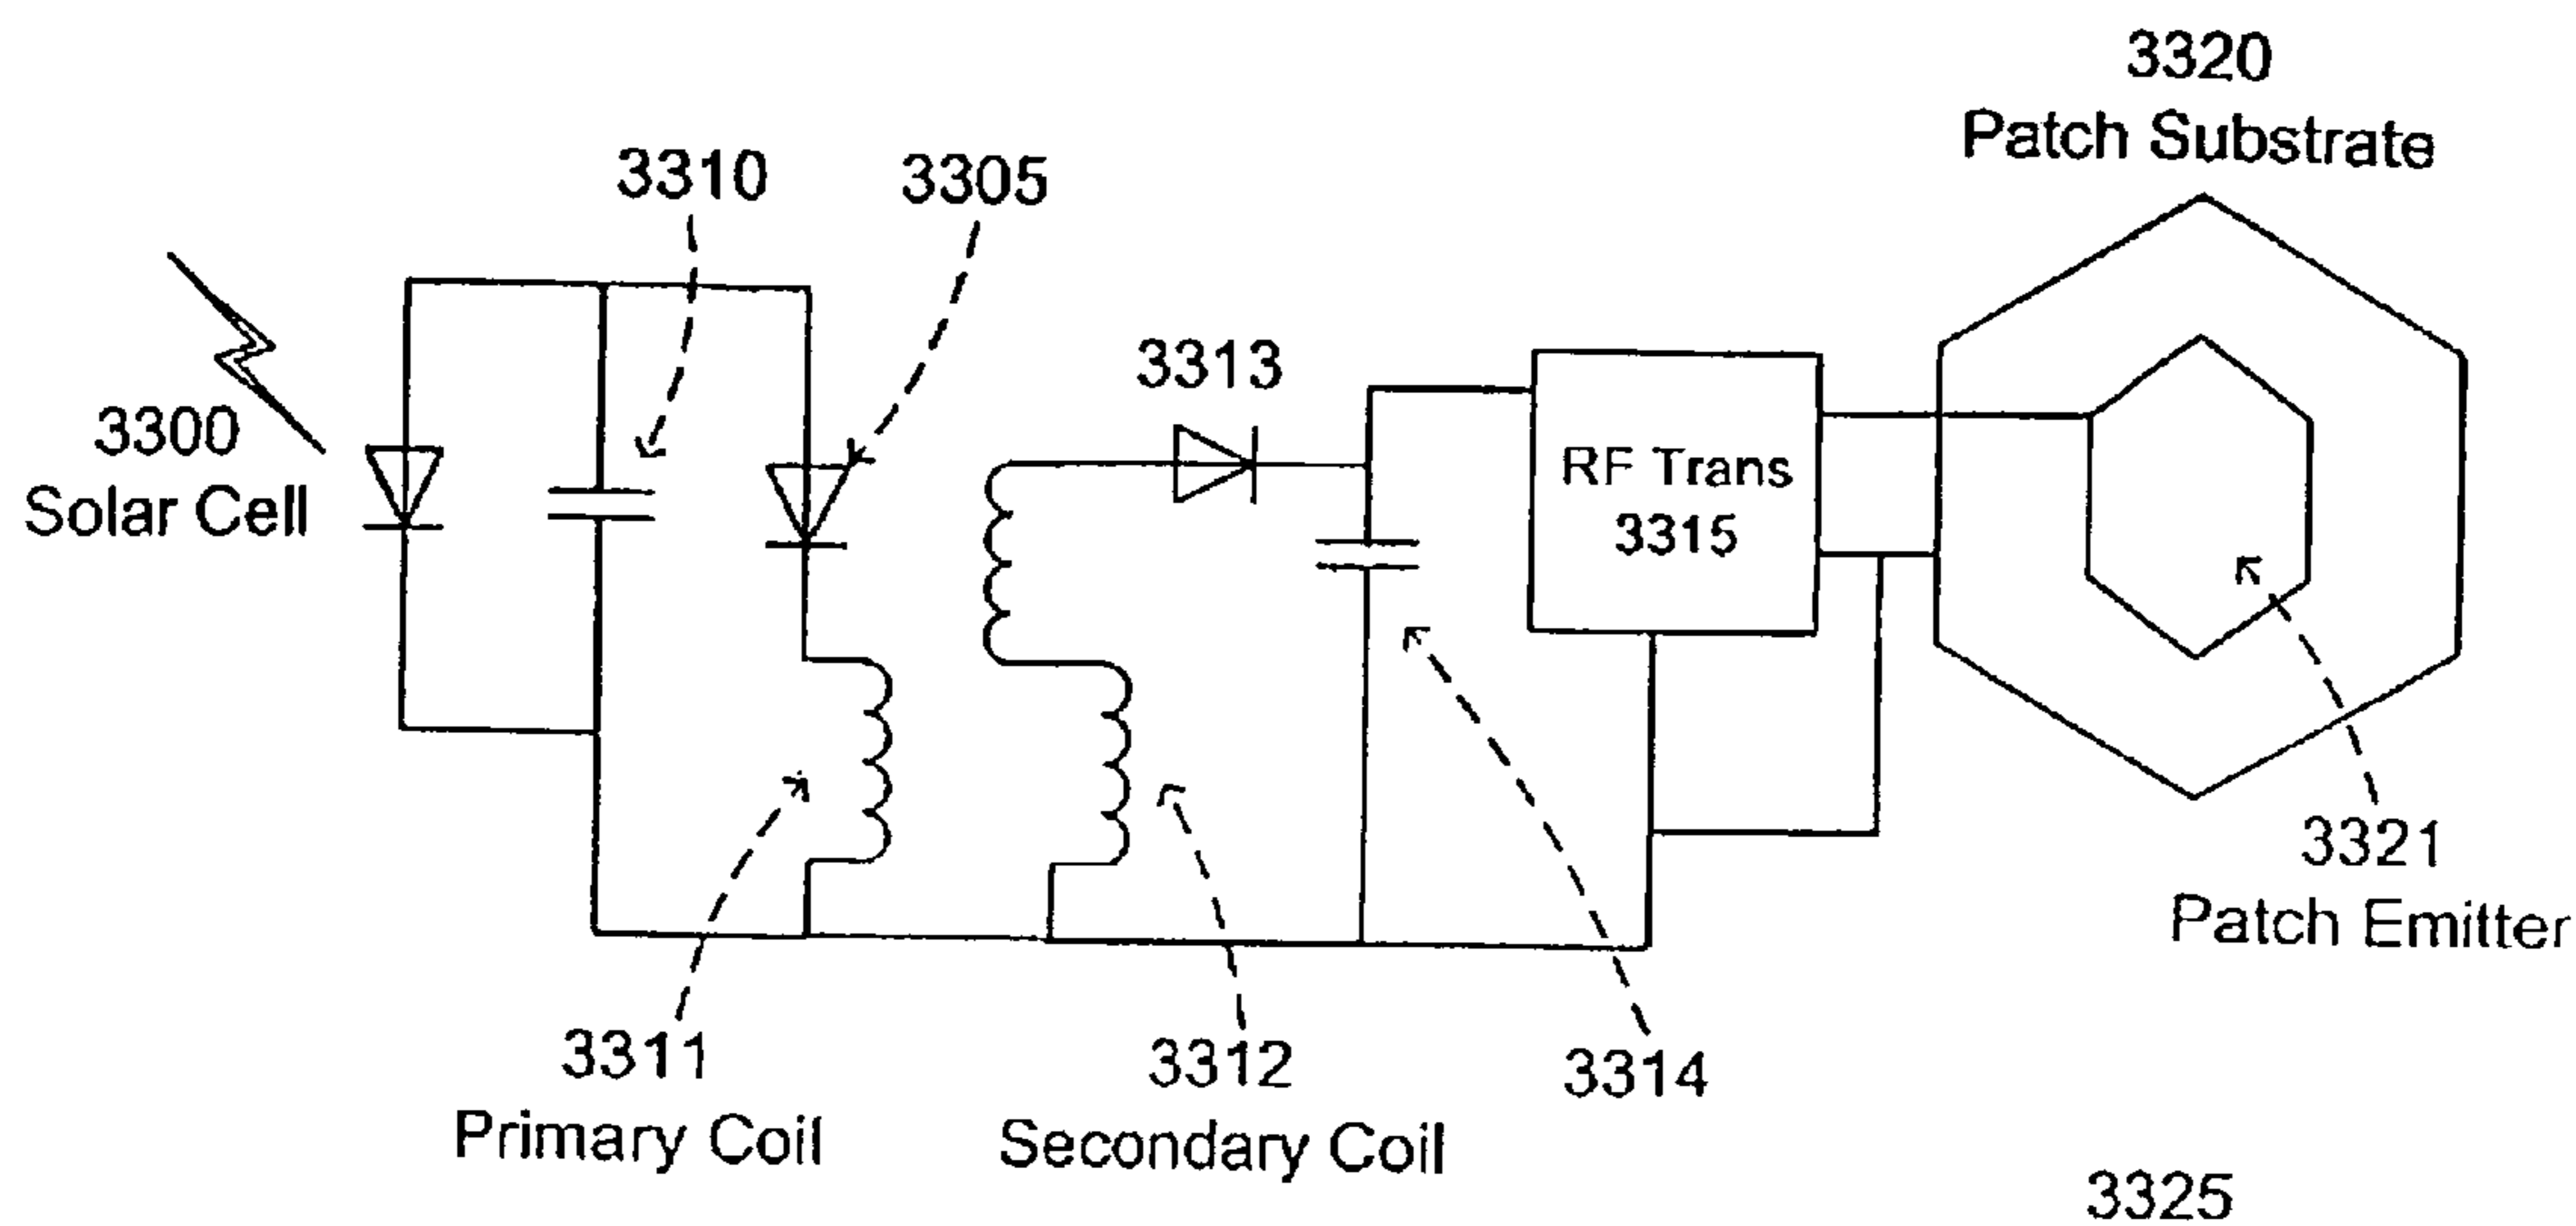 3320
Patch Substrate
3310
3305
3313
3300
Solar Cell
RF Trans
3315
3321
Patch Emitter
3311
Primary Coil
3312
Secondary Coil
3314
3325